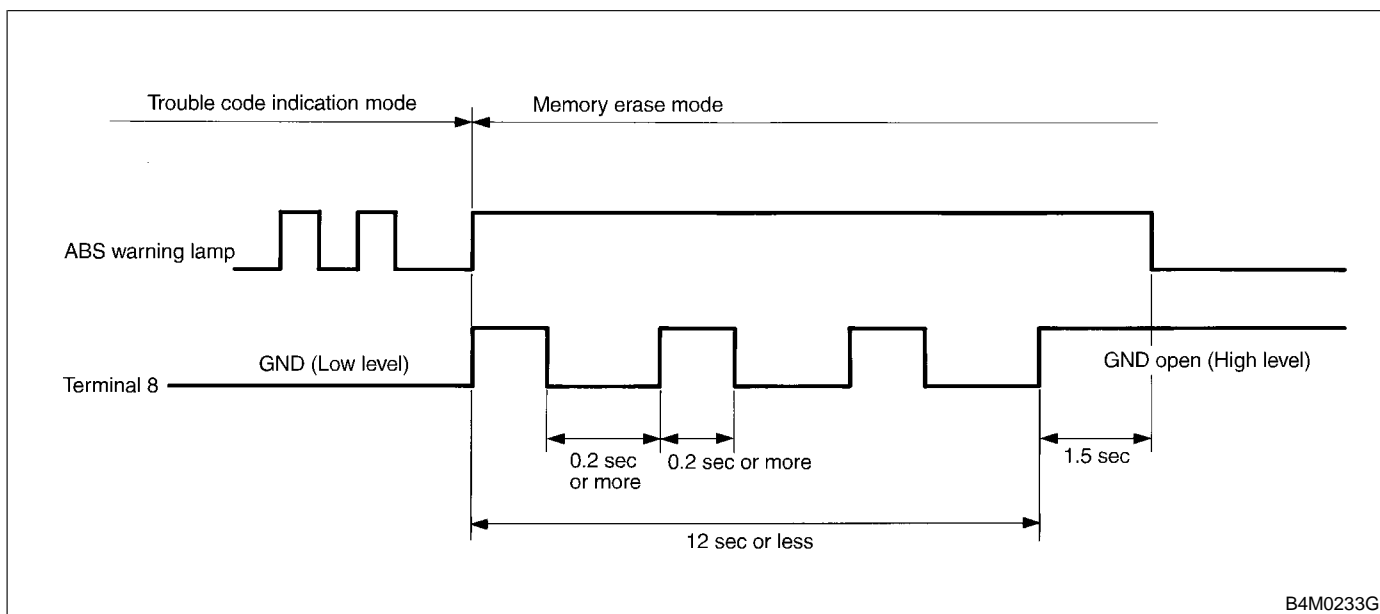 Trouble code indication mode
Memory erase mode
ABS warning lamp
GND (Low level)
GND open (High level)
Terminal 8
0.2 sec
or more
0.2 sec or more
1.5 sec
12 sec or less
B4M0233G